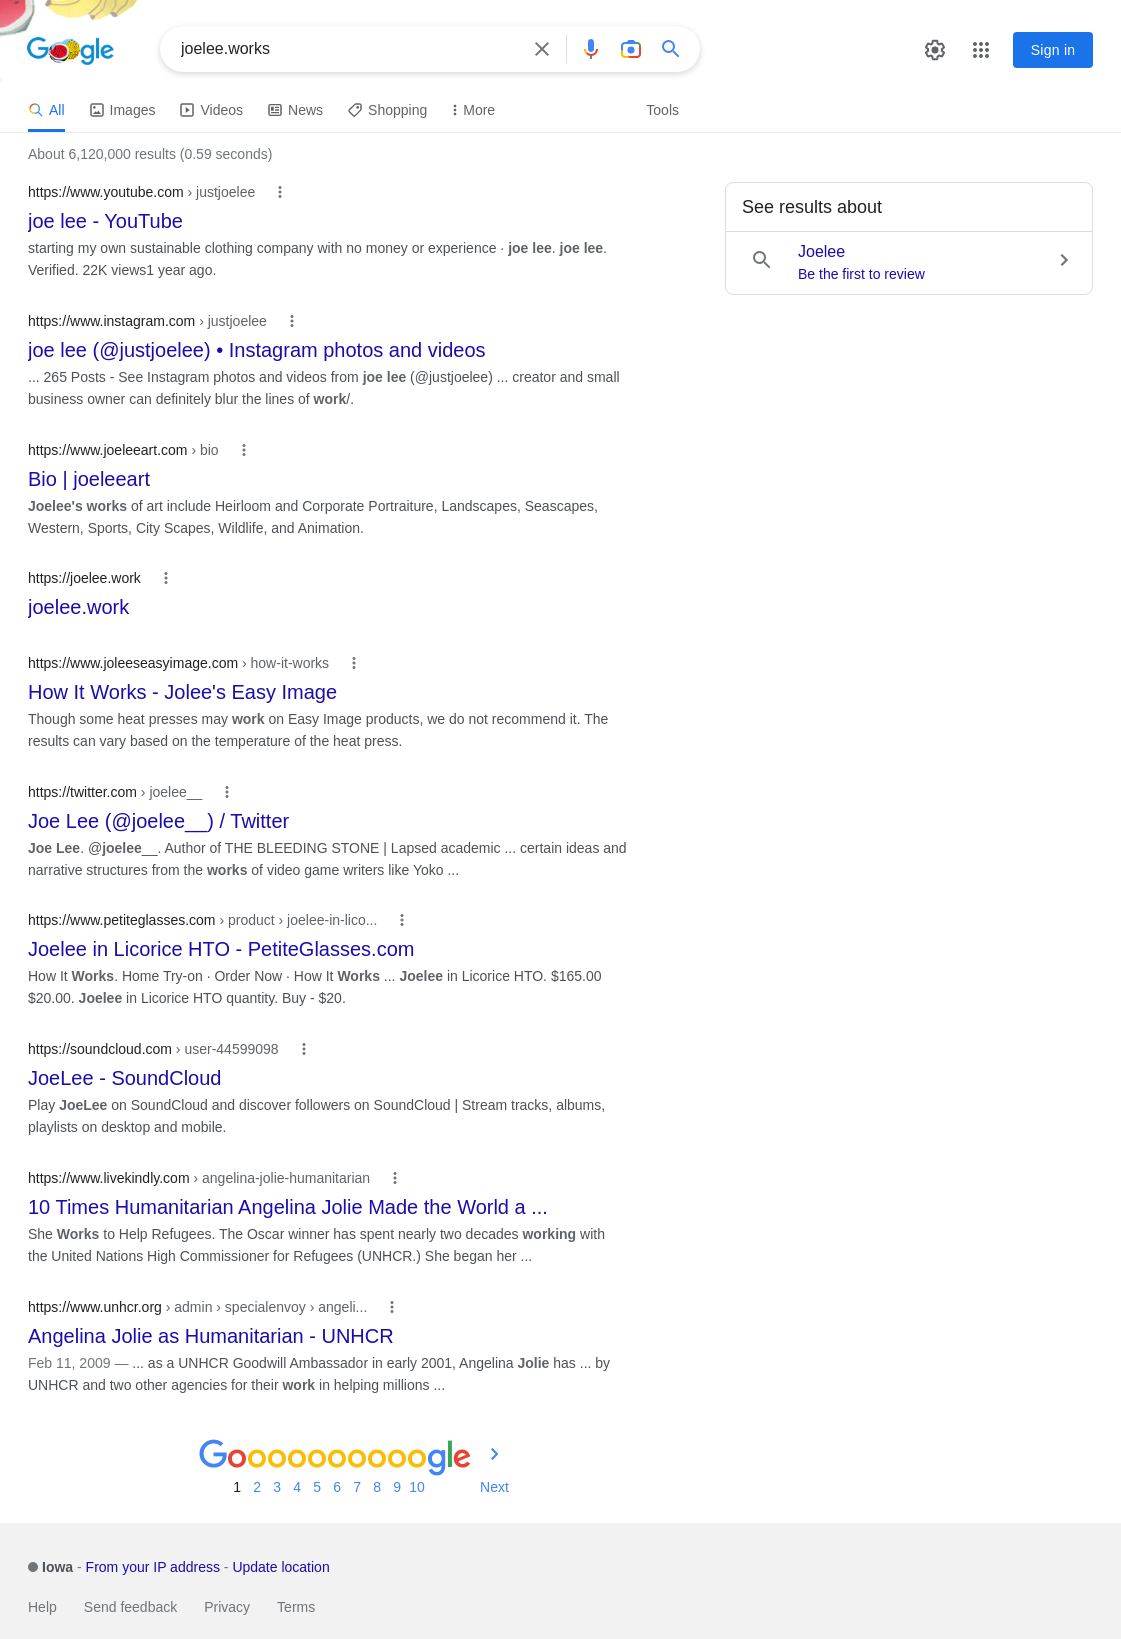 Google
joelee.works
Sign in
All Images Videos News Shopping More Tools
About 6,120,000 results (0.59 seconds)
https://www.youtube.com › justjoelee
joe lee - YouTube
starting my own sustainable clothing company with no money or experience · joe lee. joe lee.
Verified. 22K views1 year ago.
https://www.instagram.com › justjoelee
joe lee (@justjoelee) • Instagram photos and videos
... 265 Posts - See Instagram photos and videos from joe lee (@justjoelee) ... creator and small
business owner can definitely blur the lines of work/.
https://www.joeleeart.com › bio
Bio | joeleeart
Joelee's works of art include Heirloom and Corporate Portraiture, Landscapes, Seascapes,
Western, Sports, City Scapes, Wildlife, and Animation.
https://joelee.work
joelee.work
https://www.joleeseasyimage.com › how-it-works
How It Works - Jolee's Easy Image
Though some heat presses may work on Easy Image products, we do not recommend it. The
results can vary based on the temperature of the heat press.
https://twitter.com › joelee__
Joe Lee (@joelee__) / Twitter
Joe Lee. @joelee__. Author of THE BLEEDING STONE | Lapsed academic ... certain ideas and
narrative structures from the works of video game writers like Yoko ...
https://www.petiteglasses.com › product › joelee-in-lico...
Joelee in Licorice HTO - PetiteGlasses.com
How It Works. Home Try-on · Order Now · How It Works ... Joelee in Licorice HTO. $165.00
$20.00. Joelee in Licorice HTO quantity. Buy - $20.
https://soundcloud.com › user-44599098
JoeLee - SoundCloud
Play JoeLee on SoundCloud and discover followers on SoundCloud | Stream tracks, albums,
playlists on desktop and mobile.
https://www.livekindly.com › angelina-jolie-humanitarian
10 Times Humanitarian Angelina Jolie Made the World a ...
She Works to Help Refugees. The Oscar winner has spent nearly two decades working with
the United Nations High Commissioner for Refugees (UNHCR.) She began her ...
https://www.unhcr.org › admin › specialenvoy › angeli...
Angelina Jolie as Humanitarian - UNHCR
Feb 11, 2009 — ... as a UNHCR Goodwill Ambassador in early 2001, Angelina Jolie has ... by
UNHCR and two other agencies for their work in helping millions ...
See results about
Joelee
Be the first to review
Goooooooooogle
1 2 3 4 5 6 7 8 9 10 Next
Iowa - From your IP address - Update location
Help Send feedback Privacy Terms